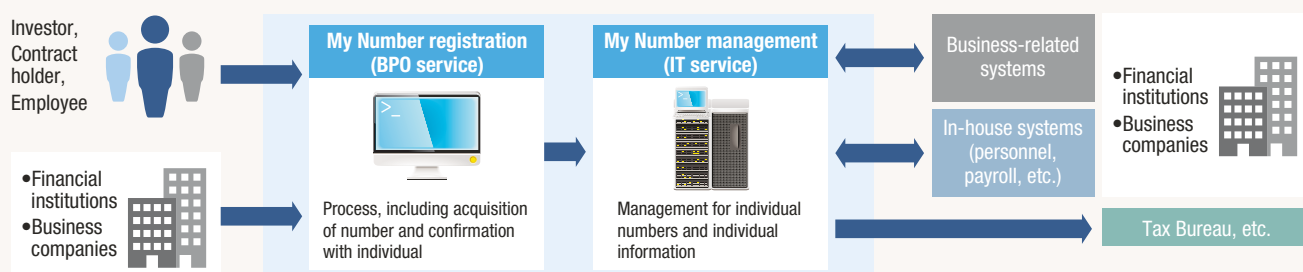 Investor,
Contract
holder,
Employee
•Financial
institutions
•Business
companies
My Number registration
(BPO service)
>_
Process, including acquisition
of number and confirmation
with individual
My Number management
(IT service)
>_
Management for individual
numbers and individual
information
Business-related
systems
In-house systems
(personnel,
payroll, etc.)
•Financial
institutions
•Business
companies
Tax Bureau, etc.